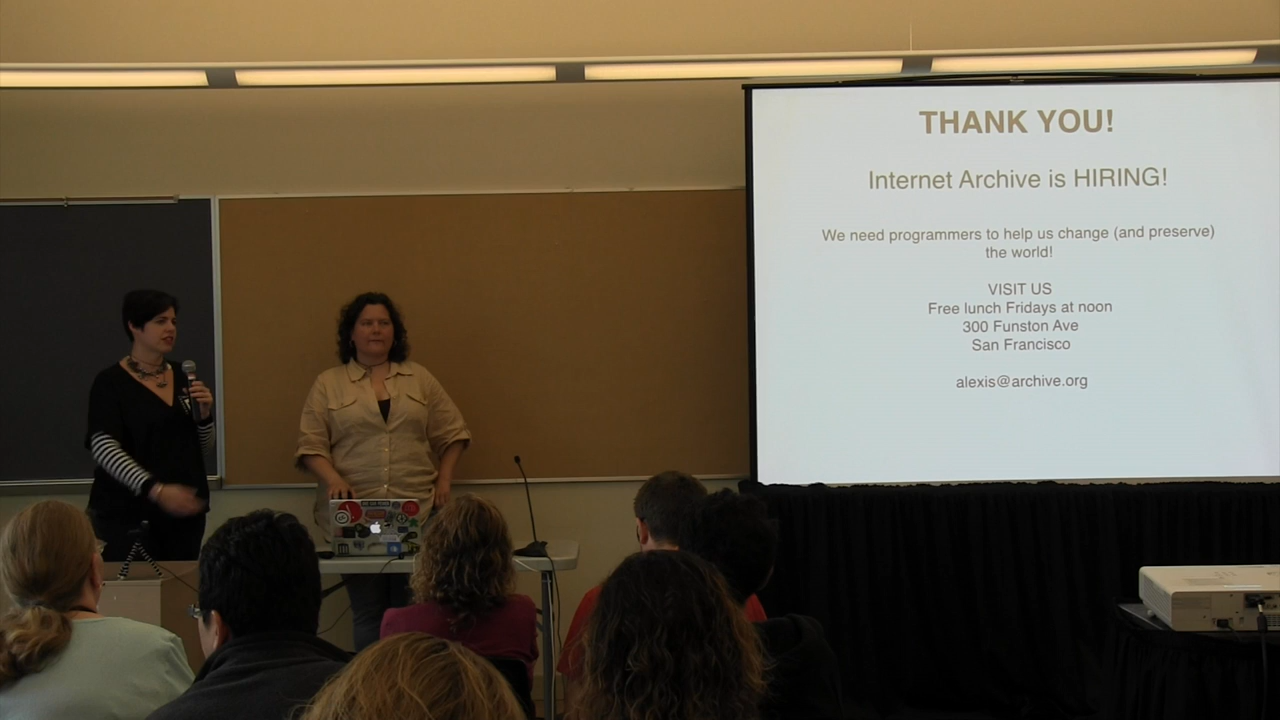 THANK YOU!
Internet Archive is HIRING!
We need programmers to help us change (and preserve)
the world!
VISIT US
Free lunch Fridays at noon
300 Funston Ave
San Francisco
alexis@archive.org